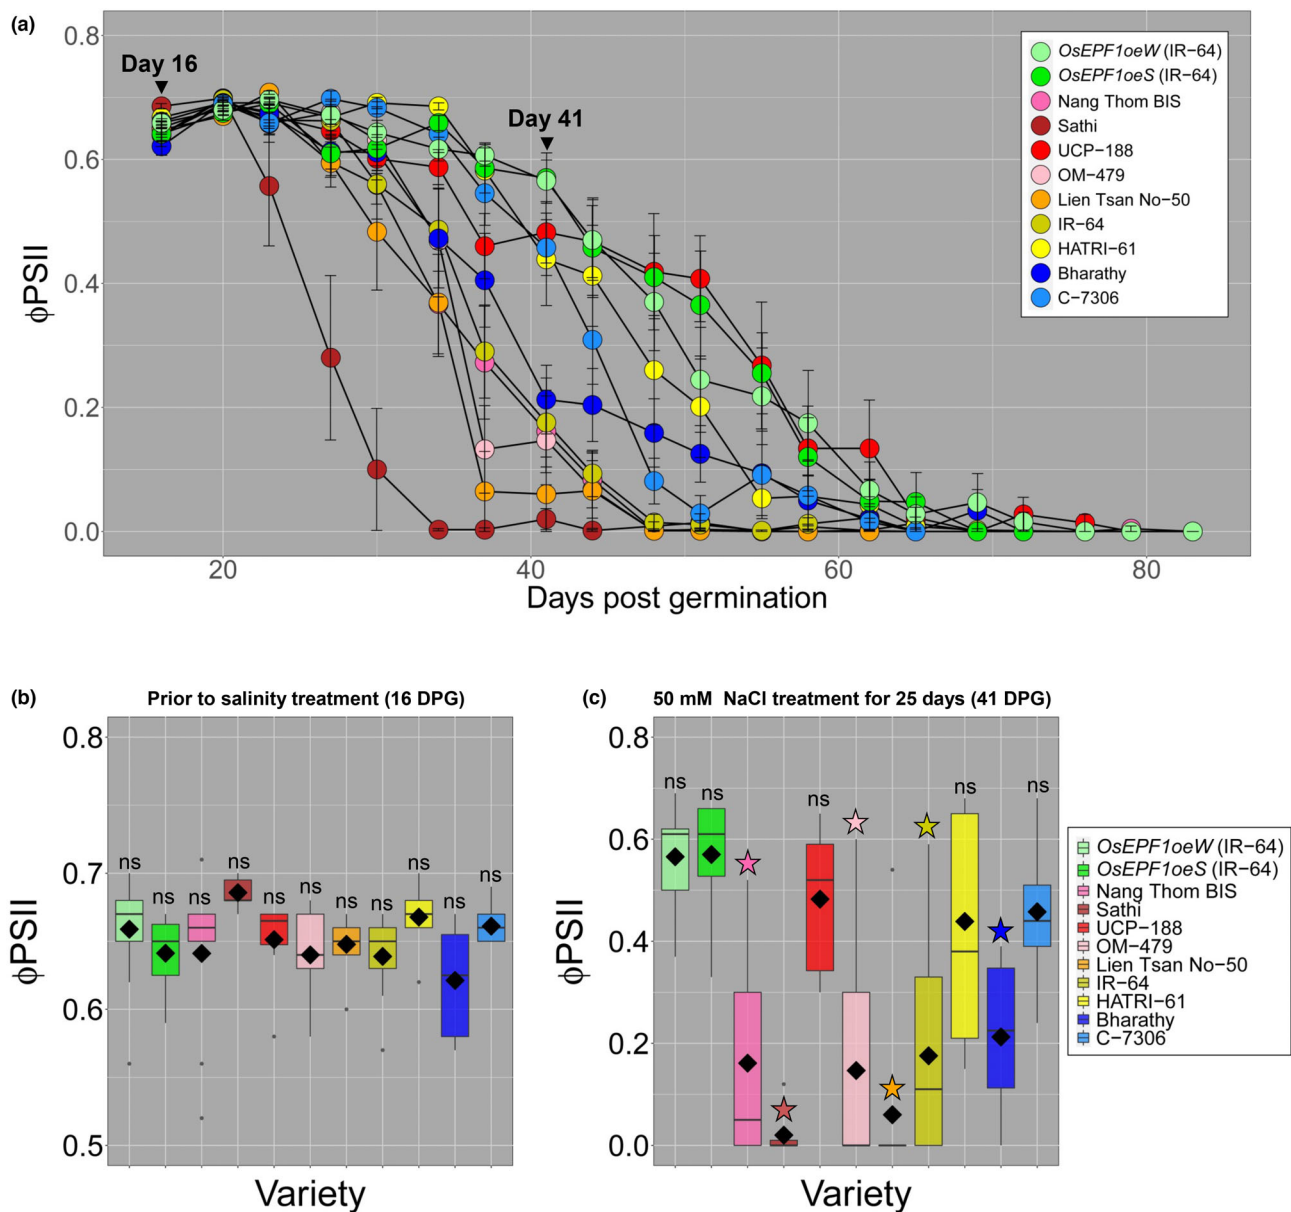 (a)
0.8
0.6
0.4
0.2
0.0
ϕPSII
Day 16
Day 41
OsEPF1oeW (IR−64)
OsEPF1oeS (IR−64)
Nang Thom BIS
Sathi
UCP−188
OM−479
Lien Tsan No−50
IR−64
HATRI−61
Bharathy
C−7306
20
40
60
80
Days post germination
(b)
Prior to salinity treatment (16 DPG)
0.8
0.7
0.6
0.5
ϕPSII
ns
ns
ns
ns
ns
ns
ns
ns
ns
ns
ns
Variety
(c)
50 mM NaCl treatment for 25 days (41 DPG)
0.8
0.6
0.4
0.2
0.0
ϕPSII
ns
ns
ns
ns
ns
Variety
OsEPF1oeW (IR−64)
OsEPF1oeS (IR−64)
Nang Thom BIS
Sathi
UCP−188
OM−479
Lien Tsan No−50
IR−64
HATRI−61
Bharathy
C−7306